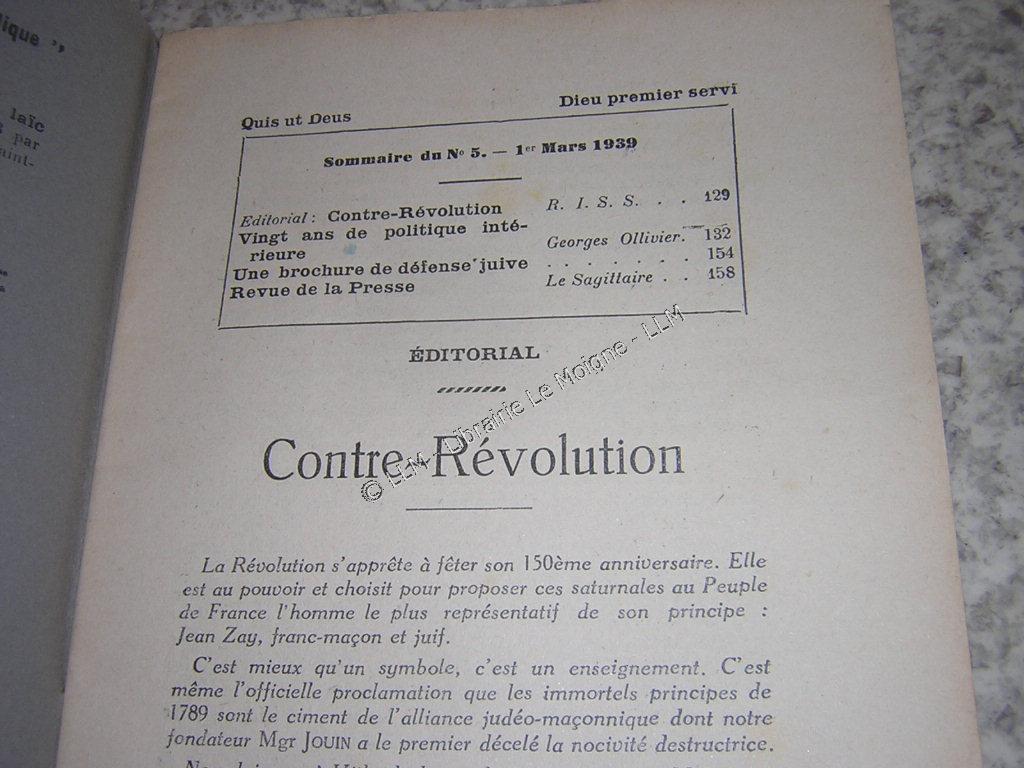 ique ",
laïc
par
Quis ut Deus
Dieu premier servi
Sommaire du N° 5. — 1er Mars 1939
Editorial : Contre-Révolution R. I. S. S. . . 129
Vingt ans de politique inté-
rieure Georges Ollivier. 132
Une brochure de défense juive . . . . . . . 154
Revue de la Presse Le Sagittaire . . 158
ÉDITORIAL
Contre-Révolution
© LLM - Librairie Le Moigne - LLM
La Révolution s'apprête à fêter son 150ème anniversaire. Elle
est au pouvoir et choisit pour proposer ces saturnales au Peuple
de France l'homme le plus représentatif de son principe :
Jean Zay, franc-maçon et juif.
C'est mieux qu'un symbole, c'est un enseignement. C'est
même l'officielle proclamation que les immortels principes de
1789 sont le ciment de l'alliance judéo-maçonnique dont notre
fondateur Mgr JOUIN a le premier décelé la nocivité destructrice.